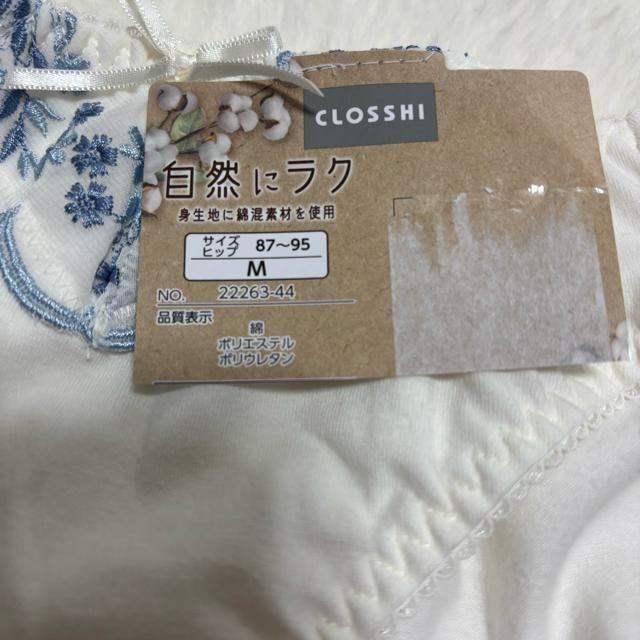 CLOSSHI
自然にラク
身生地に綿混素材を使用
サイズ
ヒップ 87〜95
M
NO. 22263-44
品質表示
綿
ポリエステル
ポリウレタン